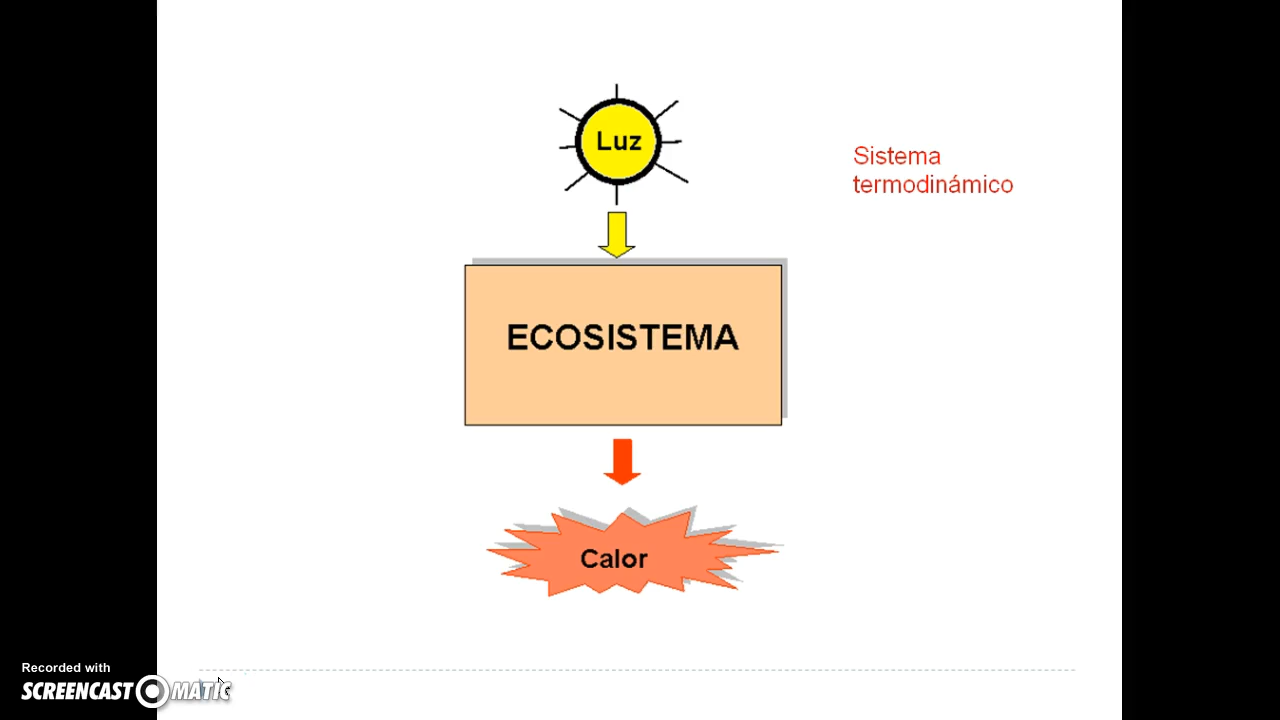 Luz
Sistema
termodinámico
ECOSISTEMA
Calor
Recorded with
SCREENCAST MATIC